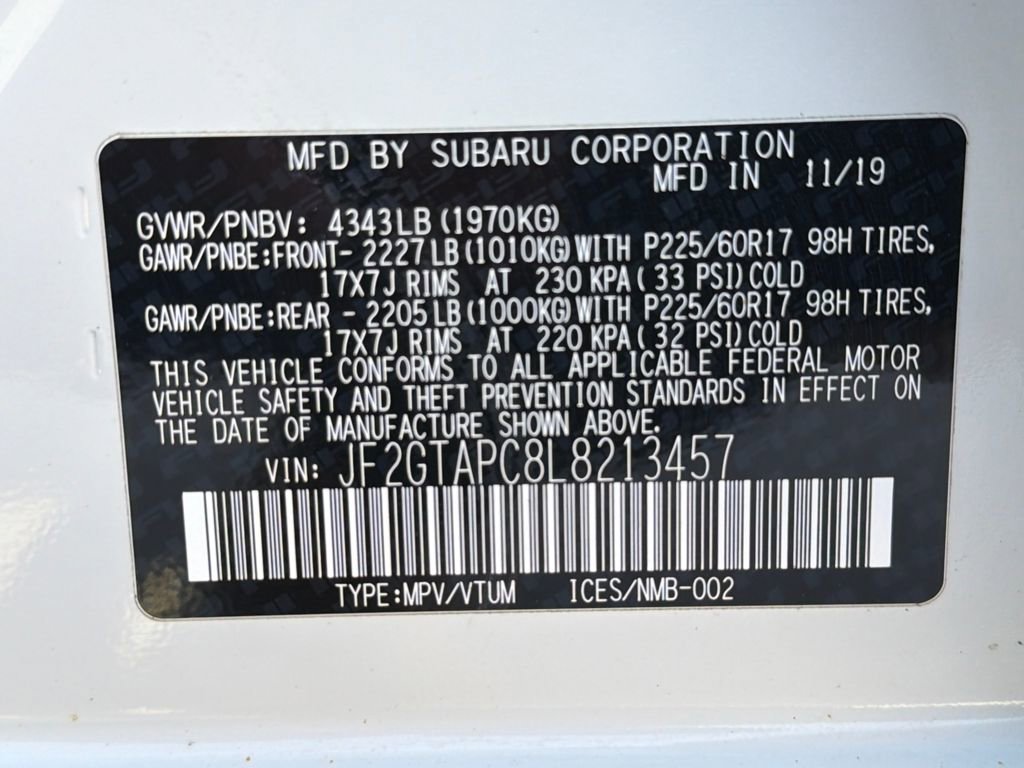 MFD BY SUBARU CORPORATION
MFD IN 11/19
GVWR/PNBV: 4343LB (1970KG)
GAWR/PNBE:FRONT- 2227LB (1010KG) WITH P225/60R17 98H TIRES,
17X7J RIMS AT 230 KPA( 33 PSI)COLD
GAWR/PNBE:REAR - 2205LB (1000KG) WITH P225/60R17 98H TIRES,
17X7J RIMS AT 220 KPA( 32 PSI)COLD
THIS VEHICLE CONFORMS TO ALL APPLICABLE FEDERAL MOTOR
VEHICLE SAFETY AND THEFT PREVENTION STANDARDS IN EFFECT ON
THE DATE OF MANUFACTURE SHOWN ABOVE.
VIN: JF2GTAPC8L8213457
TYPE:MPV/VTUM ICES/NMB-002